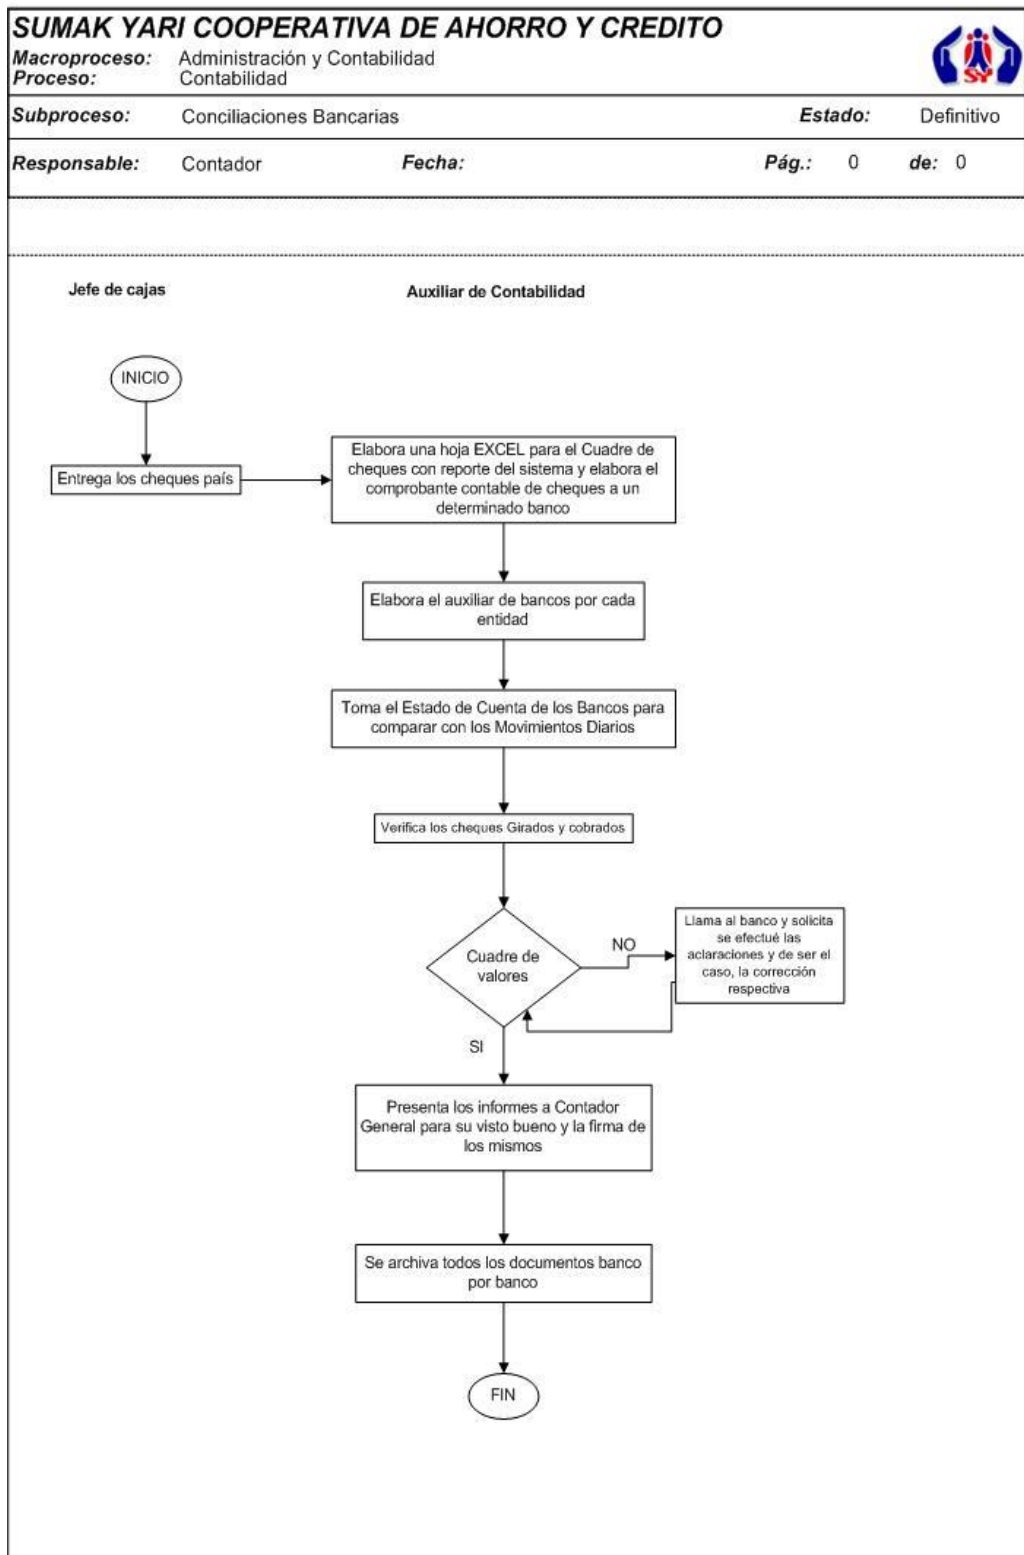 SUMAK YARI COOPERATIVA DE AHORRO Y CREDITO
Macroproceso: Administración y Contabilidad
Proceso: Contabilidad
SY
Subproceso: Conciliaciones Bancarias Estado: Definitivo
Responsable: Contador Fecha: Pág.: 0 de: 0
Jefe de cajas Auxiliar de Contabilidad
INICIO
Entrega los cheques país
Elabora una hoja EXCEL para el Cuadre de
cheques con reporte del sistema y elabora el
comprobante contable de cheques a un
determinado banco
Elabora el auxiliar de bancos por cada
entidad
Toma el Estado de Cuenta de los Bancos para
comparar con los Movimientos Diarios
Verifica los cheques Girados y cobrados
Cuadre de
valores
NO
Llama al banco y solicita
se efectué las
aclaraciones y de ser el
caso, la corrección
respectiva
SI
Presenta los informes a Contador
General para su visto bueno y la firma de
los mismos
Se archiva todos los documentos banco
por banco
FIN